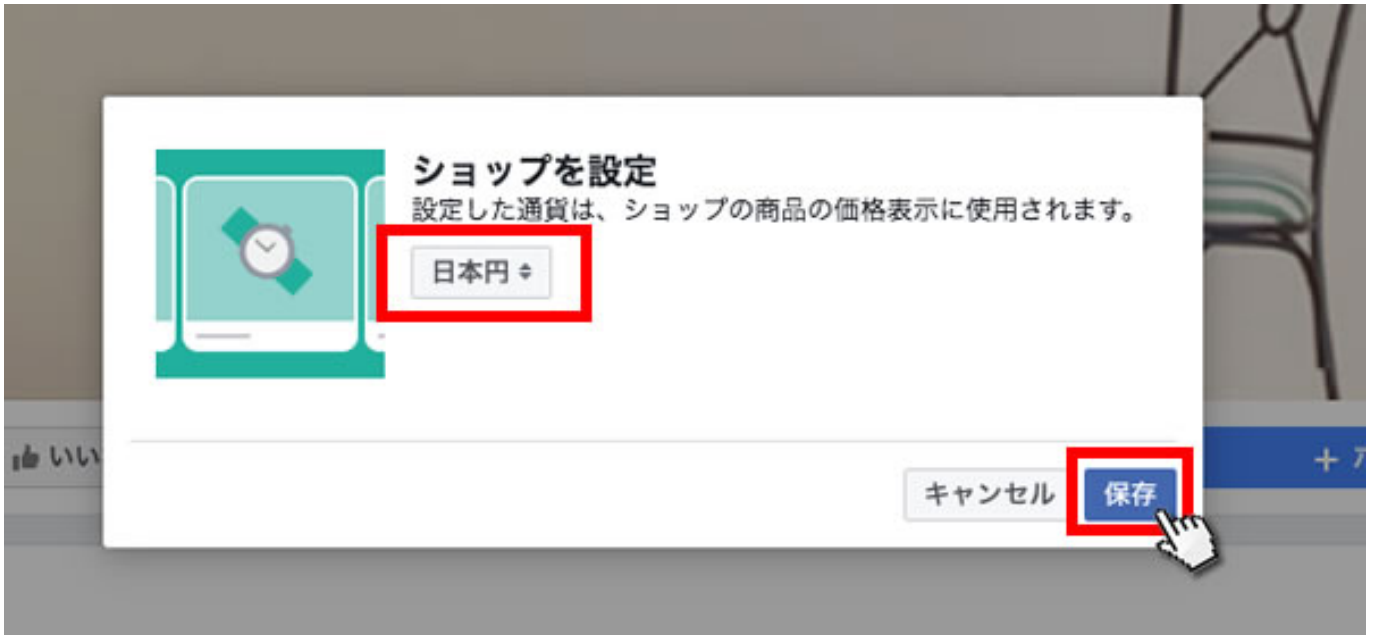 ショップを設定
設定した通貨は、ショップの商品の価格表示に使用されます。
日本円
いい
キャンセル
保存